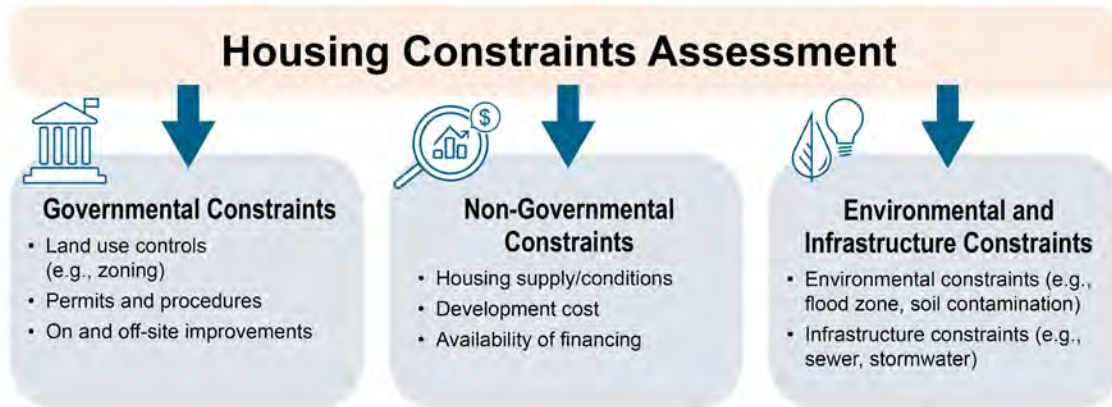 Housing Constraints Assessment
$
Governmental Constraints
• Land use controls
(e.g., zoning)
• Permits and procedures
• On and off-site improvements
Non-Governmental
Constraints
• Housing supply/conditions
• Development cost
• Availability of financing
Environmental and
Infrastructure Constraints
• Environmental constraints (e.g.,
flood zone, soil contamination)
• Infrastructure constraints (e.g.,
sewer, stormwater)